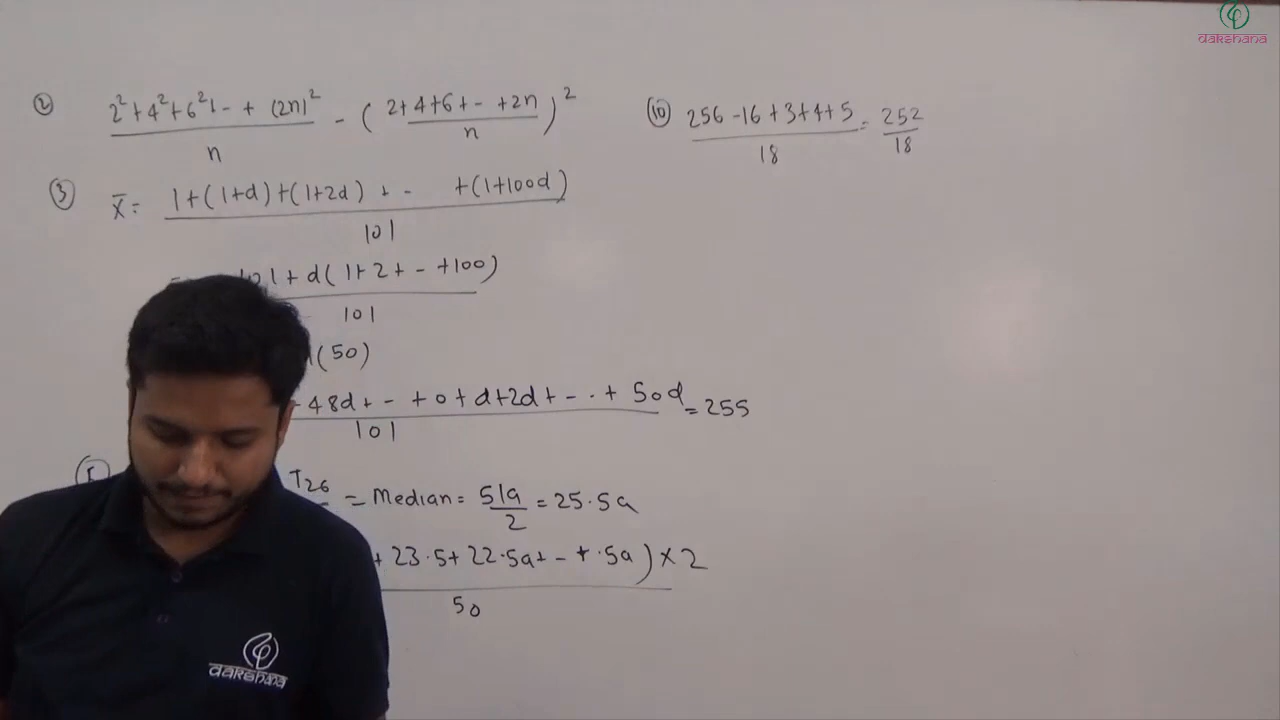 ② 2²+4²+6²+-+(2n)² / n - (2+4+6+-+2n / n)²
③ x̄ = 1+(1+d)+(1+2d)+- +(1+100d) / 101
101+d(1+2+-+100) / 101
(50)
48d+-+0+d+2d+-.+50d / 101 = 255
T26 = Median = 51a / 2 = 25.5a
+23.5+22.5a+-+.5a)×2 / 50
⑩ 256-16+3+4+5 / 18 = 252 / 18
dakshana
dakshana